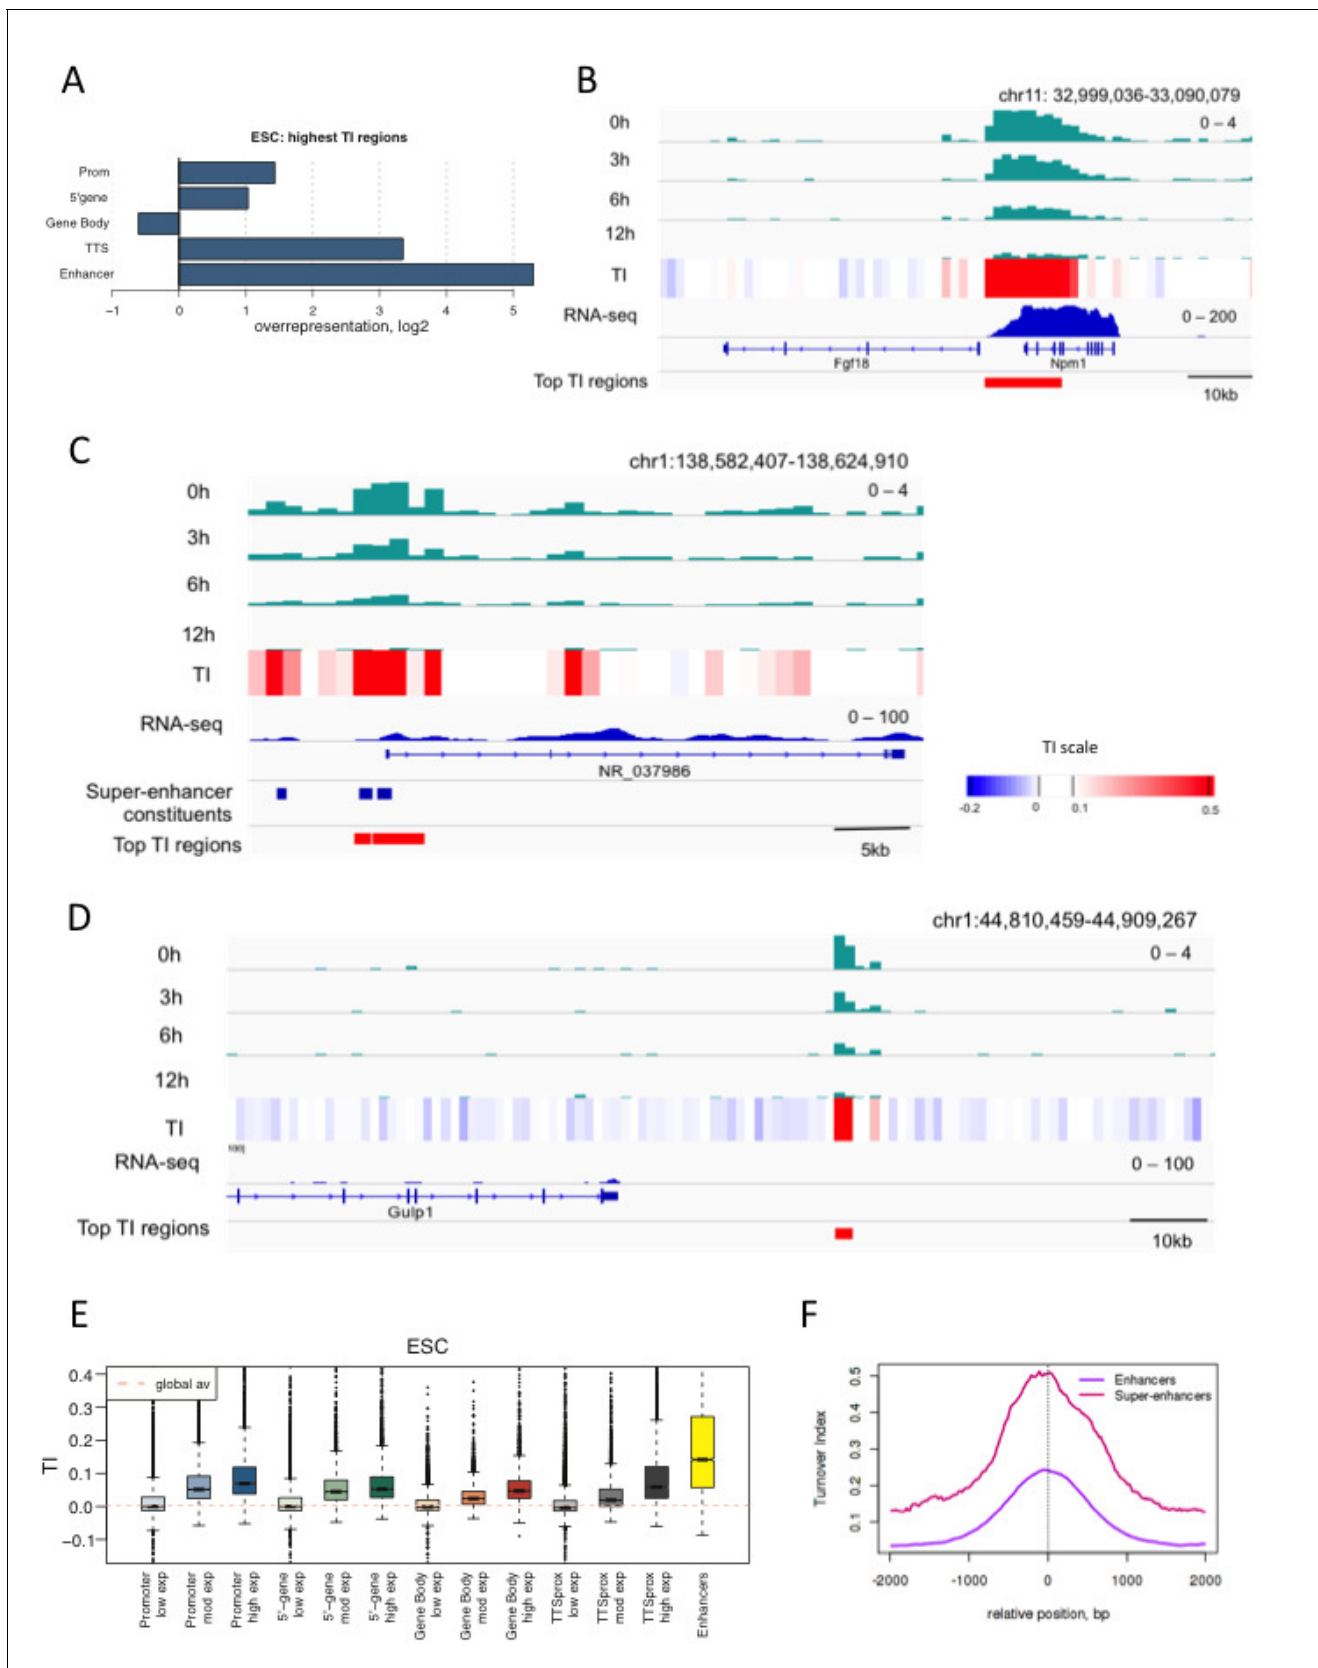 A
ESC: highest TI regions
Prom
5'gene
Gene Body
TTS
Enhancer
−1 0 1 2 3 4 5
overrepresentation, log2
B
chr11: 32,999,036-33,090,079
0h
0 – 4
3h
6h
12h
TI
RNA-seq
0 – 200
Fgf18
Npm1
Top TI regions
10kb
C
chr1:138,582,407-138,624,910
0h
0 – 4
3h
6h
12h
TI
RNA-seq
0 – 100
NR_037986
Super-enhancer
constituents
Top TI regions
5kb
TI scale
-0.2 0 0.1 0.5
D
chr1:44,810,459-44,909,267
0h
0 – 4
3h
6h
12h
TI
RNA-seq
0 – 100
Gulp1
Top TI regions
10kb
E
ESC
global av
TI
0.4
0.3
0.2
0.1
0.0
−0.1
Promoter
low exp
Promoter
mod exp
Promoter
high exp
5'−gene
low exp
5'−gene
mod exp
5'−gene
high exp
Gene Body
low exp
Gene Body
mod exp
Gene Body
high exp
TTSprox
low exp
TTSprox
mod exp
TTSprox
high exp
Enhancers
F
Enhancers
Super-enhancers
Turnover Index
0.5
0.4
0.3
0.2
0.1
-2000 -1000 0 1000 2000
relative position, bp